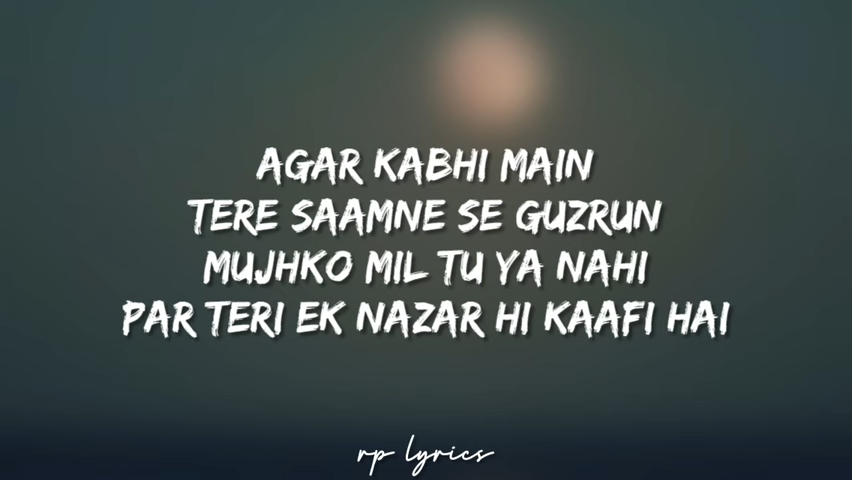 AGAR KABHI MAIN
TERE SAAMNE SE GUZRUN
MUJHKO MIL TU YA NAHI
PAR TERI EK NAZAR HI KAAFI HAI
rp lyrics